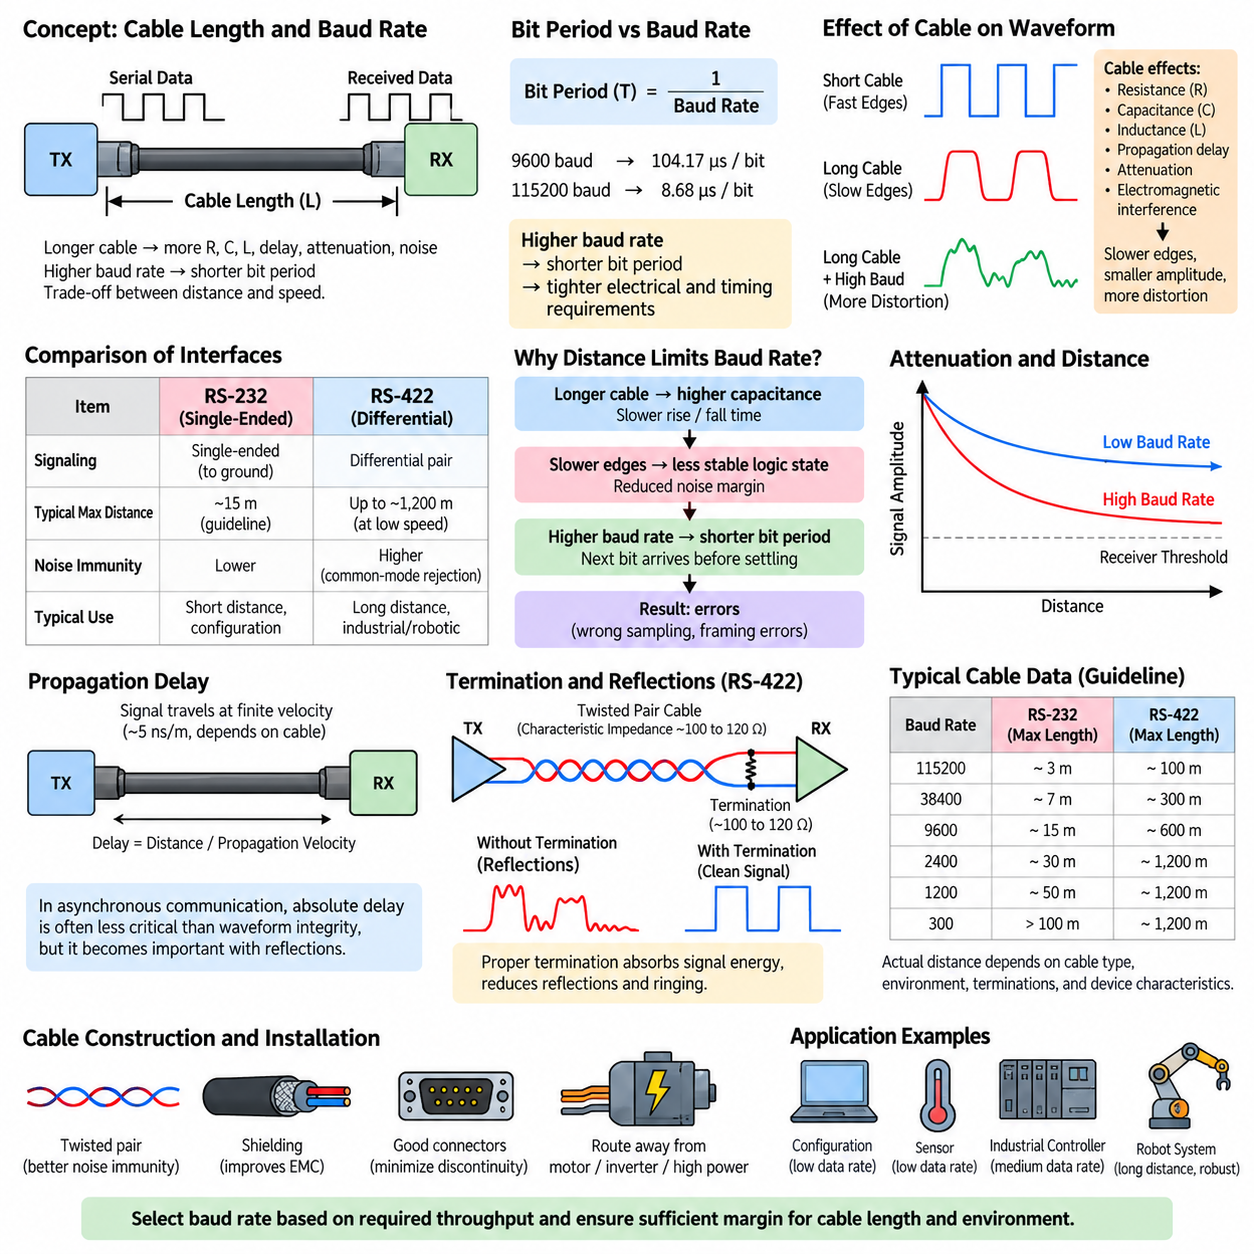 Concept: Cable Length and Baud Rate
Serial Data
Received Data
TX
RX
Cable Length (L)
Longer cable → more R, C, L, delay, attenuation, noise
Higher baud rate → shorter bit period
Trade-off between distance and speed.
Bit Period vs Baud Rate
Bit Period (T) = 1 / Baud Rate
9600 baud → 104.17 µs / bit
115200 baud → 8.68 µs / bit
Higher baud rate
→ shorter bit period
→ tighter electrical and timing
requirements
Effect of Cable on Waveform
Short Cable
(Fast Edges)
Long Cable
(Slow Edges)
Long Cable
+ High Baud
(More Distortion)
Cable effects:
• Resistance (R)
• Capacitance (C)
• Inductance (L)
• Propagation delay
• Attenuation
• Electromagnetic
interference
Slower edges,
smaller amplitude,
more distortion
Comparison of Interfaces
Item
RS-232
(Single-Ended)
RS-422
(Differential)
Signaling
Single-ended
(to ground)
Differential pair
Typical Max Distance
~15 m
(guideline)
Up to ~1,200 m
(at low speed)
Noise Immunity
Lower
Higher
(common-mode rejection)
Typical Use
Short distance,
configuration
Long distance,
industrial/robotic
Why Distance Limits Baud Rate?
Longer cable → higher capacitance
Slower rise / fall time
Slower edges → less stable logic state
Reduced noise margin
Higher baud rate → shorter bit period
Next bit arrives before settling
Result: errors
(wrong sampling, framing errors)
Attenuation and Distance
Signal Amplitude
Low Baud Rate
High Baud Rate
Receiver Threshold
Distance
Propagation Delay
Signal travels at finite velocity
(~5 ns/m, depends on cable)
TX
RX
Delay = Distance / Propagation Velocity
In asynchronous communication, absolute delay
is often less critical than waveform integrity,
but it becomes important with reflections.
Termination and Reflections (RS-422)
TX
Twisted Pair Cable
(Characteristic Impedance ~100 to 120 Ω)
RX
Termination
(~100 to 120 Ω)
Without Termination
(Reflections)
With Termination
(Clean Signal)
Proper termination absorbs signal energy,
reduces reflections and ringing.
Typical Cable Data (Guideline)
Baud Rate
RS-232
(Max Length)
RS-422
(Max Length)
115200 ~ 3 m ~ 100 m
38400 ~ 7 m ~ 300 m
9600 ~ 15 m ~ 600 m
2400 ~ 30 m ~ 1,200 m
1200 ~ 50 m ~ 1,200 m
300 > 100 m ~ 1,200 m
Actual distance depends on cable type,
environment, terminations, and device characteristics.
Cable Construction and Installation
Twisted pair
(better noise immunity)
Shielding
(improves EMC)
Good connectors
(minimize discontinuity)
Route away from
motor / inverter / high power
Application Examples
Configuration
(low data rate)
Sensor
(low data rate)
Industrial Controller
(medium data rate)
Robot System
(long distance, robust)
Select baud rate based on required throughput and ensure sufficient margin for cable length and environment.